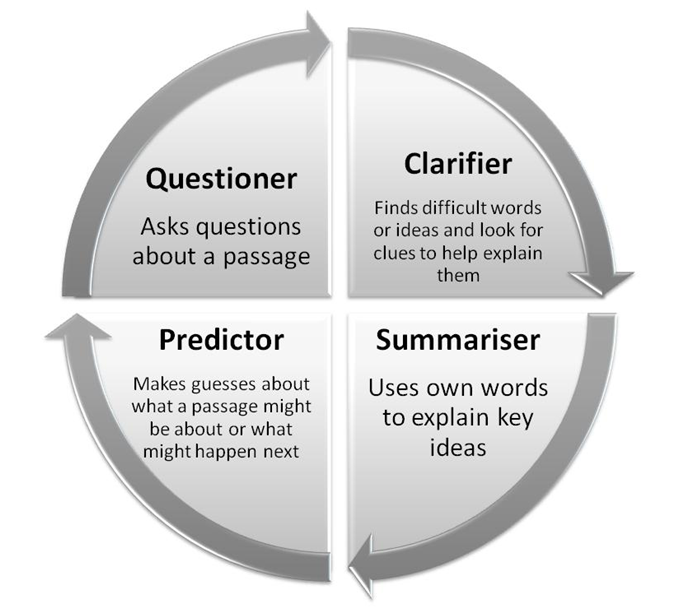 Questioner
Asks questions
about a passage
Clarifier
Finds difficult words
or ideas and look for
clues to help explain
them
Predictor
Makes guesses about
what a passage might
be about or what
might happen next
Summariser
Uses own words
to explain key
ideas